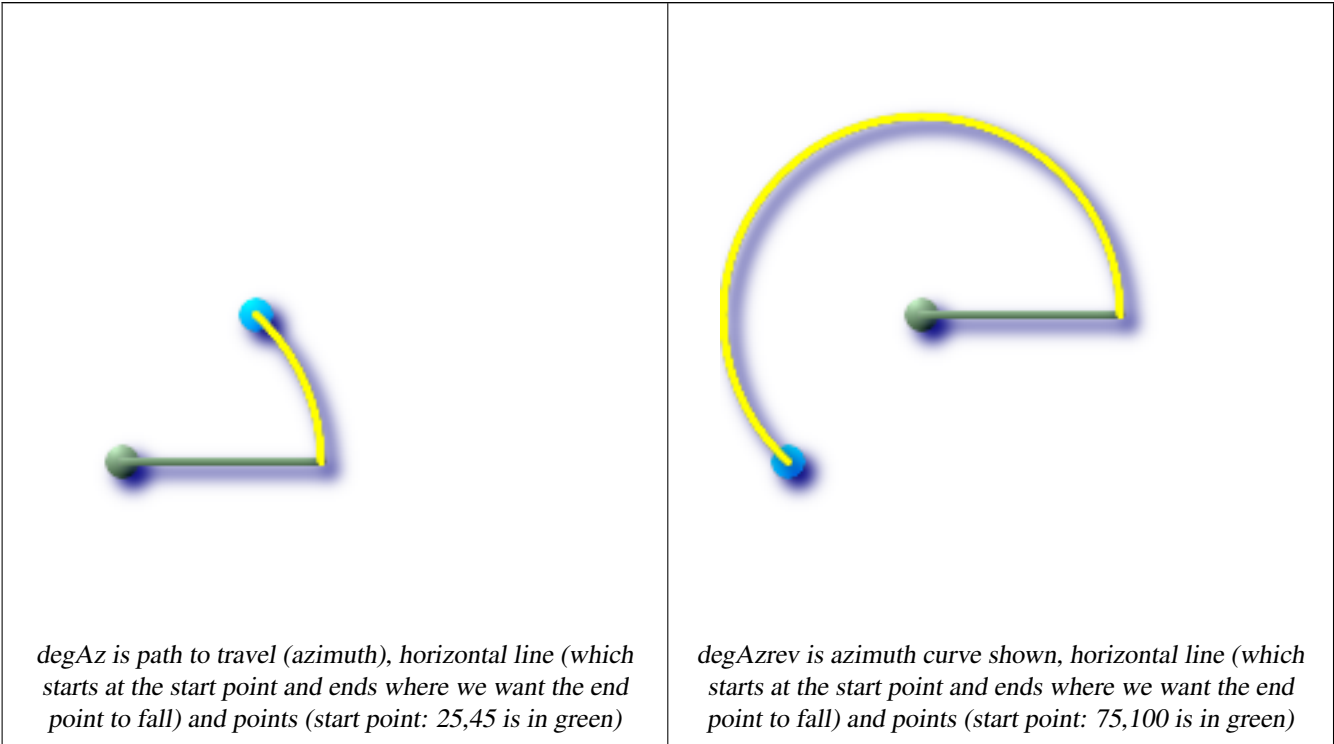 degAz is path to travel (azimuth), horizontal line (which
starts at the start point and ends where we want the end
point to fall) and points (start point: 25,45 is in green)
degAzrev is azimuth curve shown, horizontal line (which
starts at the start point and ends where we want the end
point to fall) and points (start point: 75,100 is in green)